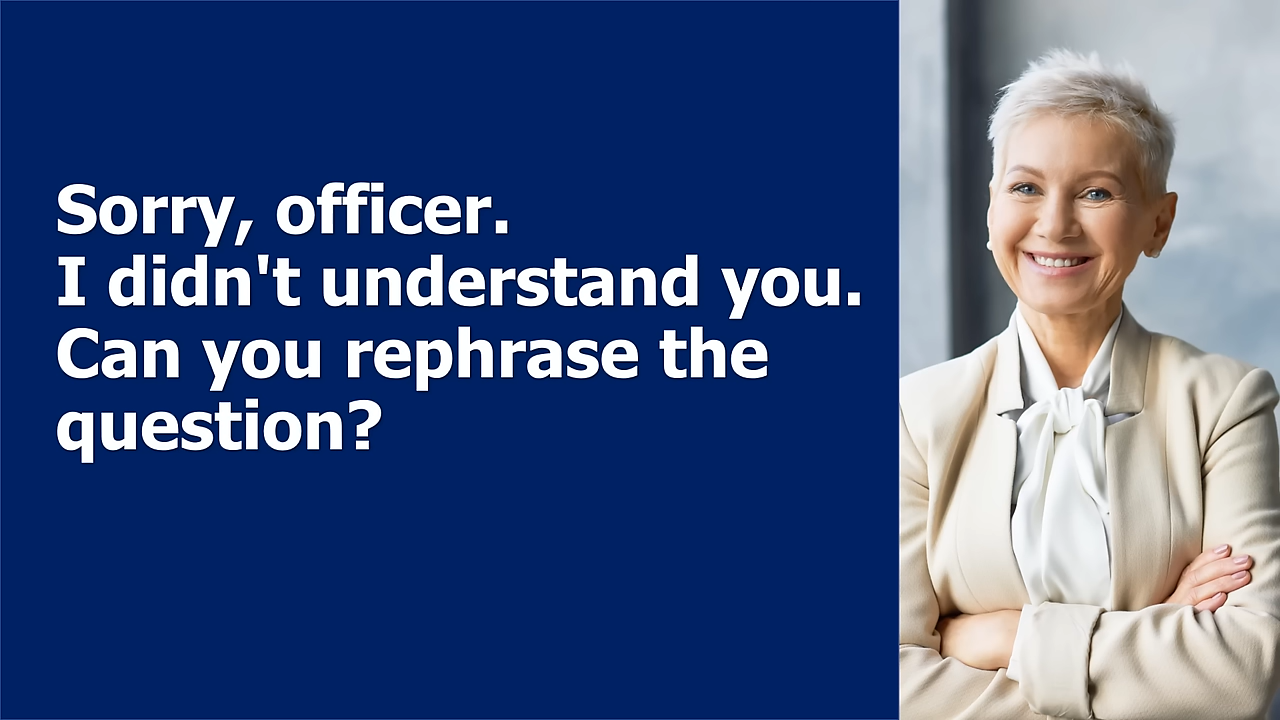 Sorry, officer.
I didn't understand you.
Can you rephrase the
question?